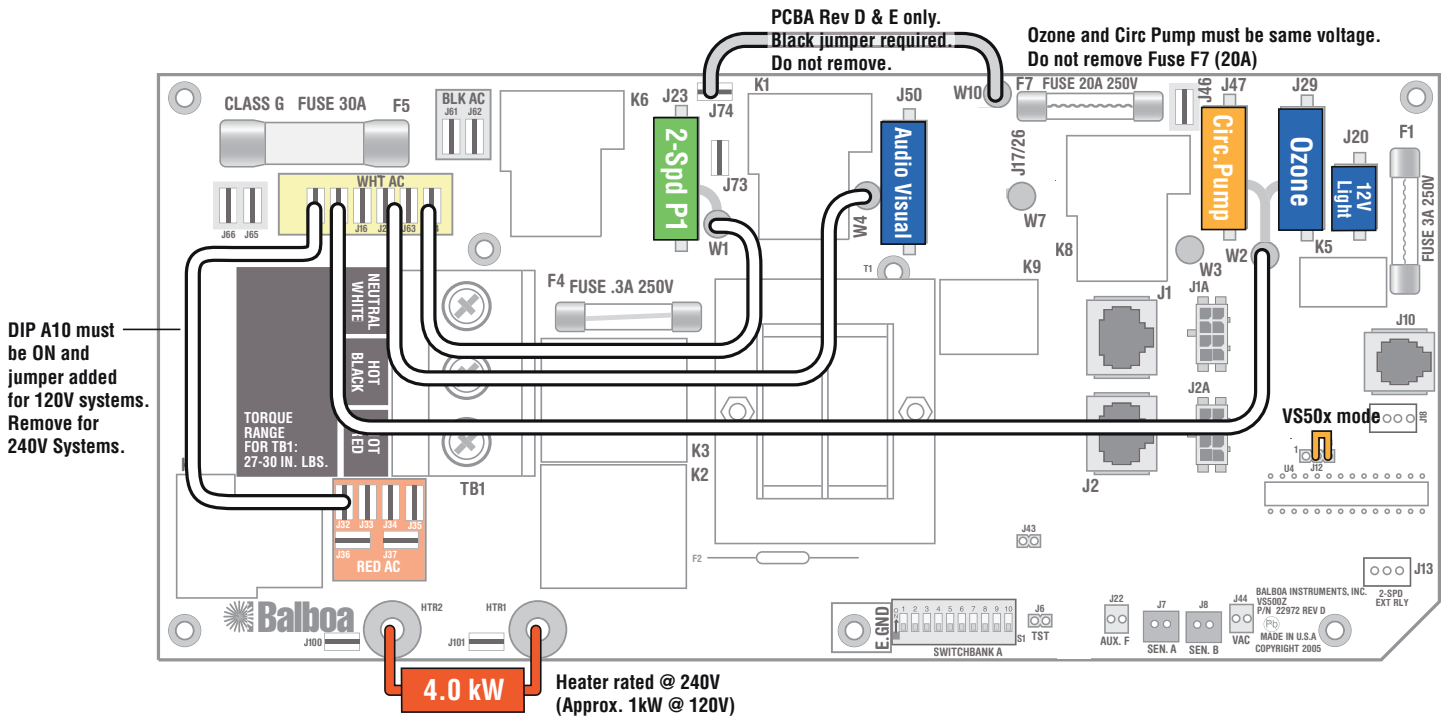 PCBA Rev D & E only.
Black jumper required.
Do not remove.
Ozone and Circ Pump must be same voltage.
Do not remove Fuse F7 (20A)
CLASS G FUSE 30A F5
BLK AC
J61 J62
K6
J23
J74
K1
J50
W10
F7 FUSE 20A 250V
J46
J47
J29
J20
F1
FUSE 3A 250V
2-Spd P1
J73
Audio Visual
J17/26
Circ.Pump
Ozone
12V
Light
WHT AC
J16
J63
J66 J65
W1
W4
W7
K8
W3
W2
K5
T1
K9
F4 FUSE .3A 250V
NEUTRAL
WHITE
HOT
BLACK
J1
J1A
J10
DIP A10 must
be ON and
jumper added
for 120V systems.
Remove for
240V Systems.
TORQUE
RANGE
FOR TB1:
27-30 IN. LBS.
TB1
K3
K2
J2A
J2
VS50x mode
J18
1
J12
U4
J32 J33 J34 J35
J36 J37
RED AC
J43
F2
J13
2-SPD
EXT RLY
Balboa
HTR2
HTR1
J100
J101
E.GND
ON
1 2 3 4 5 6 7 8 9 10
S1
SWITCHBANK A
J6
TST
J22
AUX. F
J7
SEN. A
J8
SEN. B
J44
VAC
BALBOA INSTRUMENTS, INC.
VS500Z
P/N 22972 REV D
Pb
MADE IN U.S.A
COPYRIGHT 2005
4.0 kW
Heater rated @ 240V
(Approx. 1kW @ 120V)